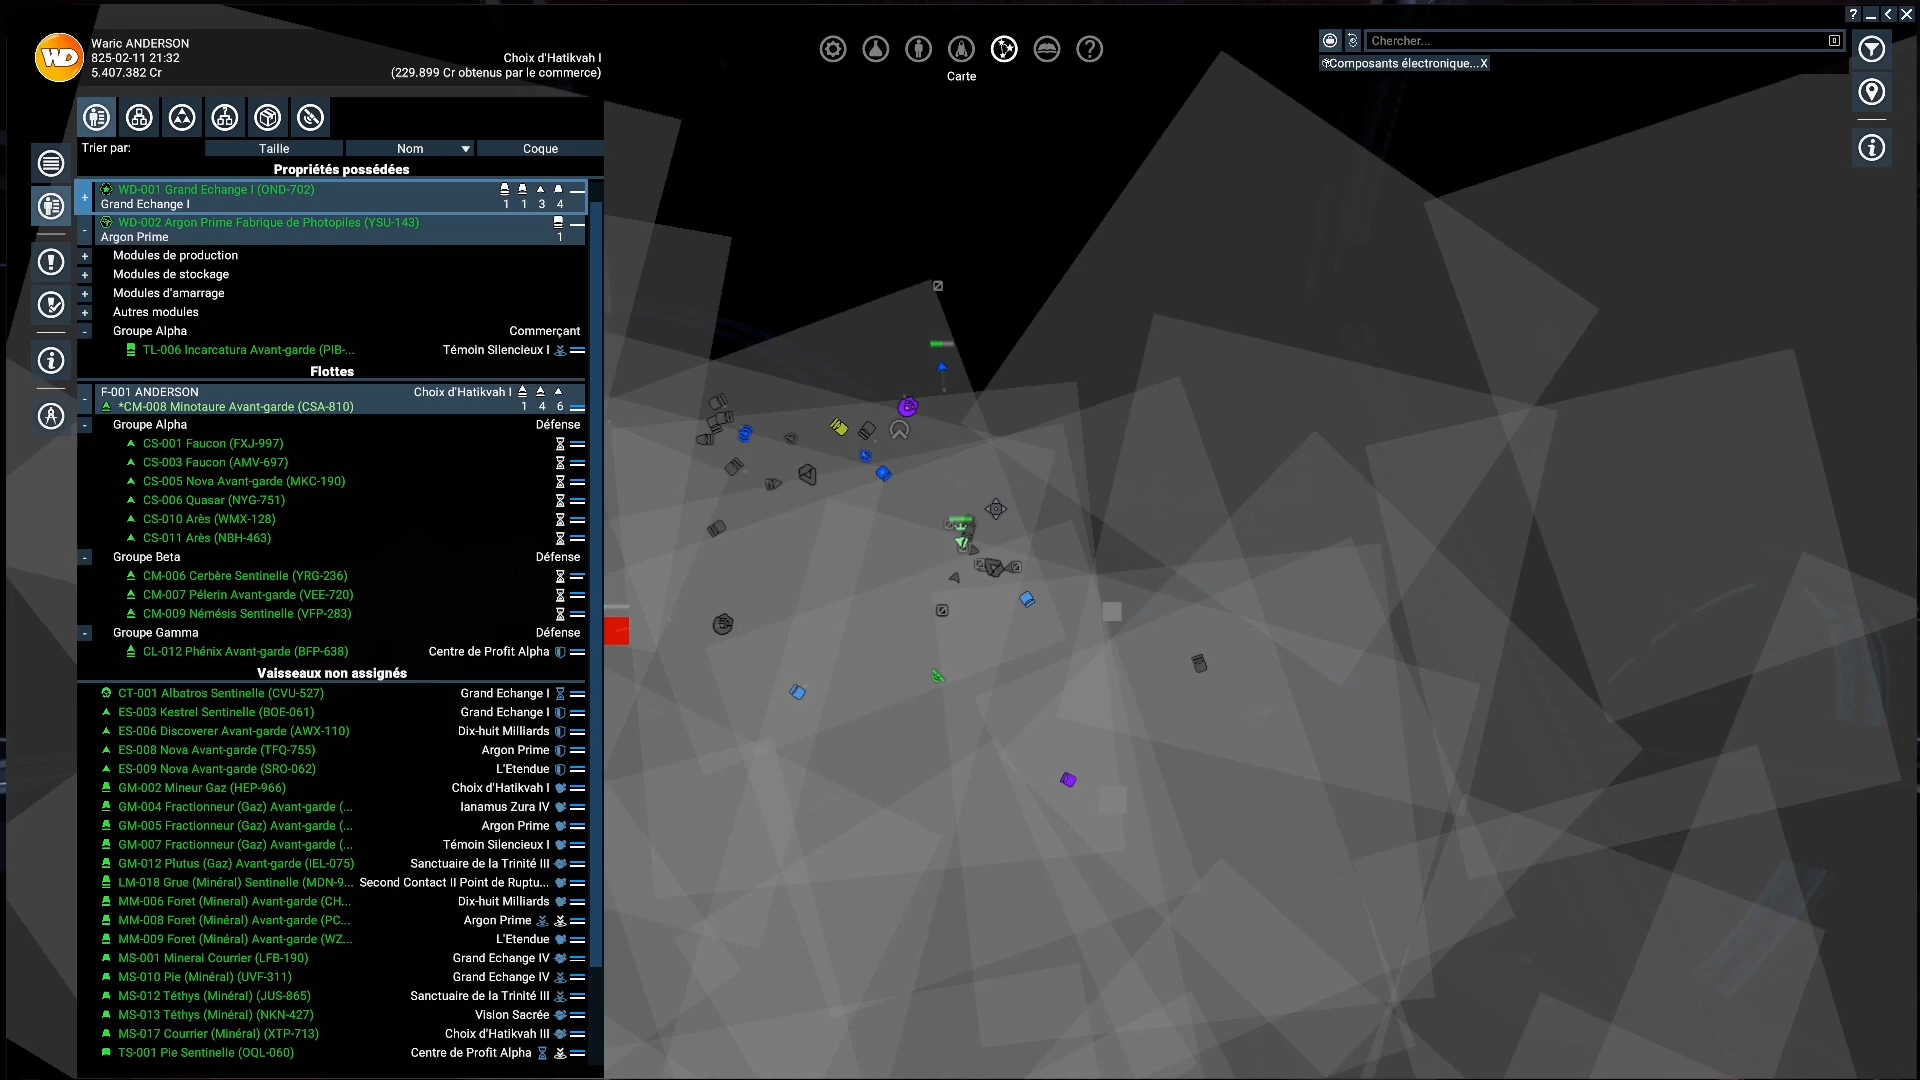 WD
Waric ANDERSON
825-02-11 21:32
5.407.382 Cr
Choix d'Hatikvah I
(229.899 Cr obtenus par le commerce)
Carte
Chercher...
Composants électronique...X
Trier par:
Taille
Nom
Coque
Propriétés possédées
WD-001 Grand Echange I (OND-702)
Grand Echange I
1 1 3 4
WD-002 Argon Prime Fabrique de Photopiles (YSU-143)
Argon Prime
1
Modules de production
Modules de stockage
Modules d'amarrage
Autres modules
Groupe Alpha Commerçant
TL-006 Incarcatura Avant-garde (PIB-... Témoin Silencieux I
Flottes
F-001 ANDERSON Choix d'Hatikvah I
*CM-008 Minotaure Avant-garde (CSA-810) 1 4 6
Groupe Alpha Défense
CS-001 Faucon (FXJ-997)
CS-003 Faucon (AMV-697)
CS-005 Nova Avant-garde (MKC-190)
CS-006 Quasar (NYG-751)
CS-010 Arès (WMX-128)
CS-011 Arès (NBH-463)
Groupe Beta Défense
CM-006 Cerbère Sentinelle (YRG-236)
CM-007 Pélerin Avant-garde (VEE-720)
CM-009 Némésis Sentinelle (VFP-283)
Groupe Gamma Défense
CL-012 Phénix Avant-garde (BFP-638) Centre de Profit Alpha
Vaisseaux non assignés
CT-001 Albatros Sentinelle (CVU-527) Grand Echange I
ES-003 Kestrel Sentinelle (BOE-061) Grand Echange I
ES-006 Discoverer Avant-garde (AWX-110) Dix-huit Milliards
ES-008 Nova Avant-garde (TFQ-755) Argon Prime
ES-009 Nova Avant-garde (SRO-062) L'Etendue
GM-002 Mineur Gaz (HEP-966) Choix d'Hatikvah I
GM-004 Fractionneur (Gaz) Avant-garde (... Ianamus Zura IV
GM-005 Fractionneur (Gaz) Avant-garde (... Argon Prime
GM-007 Fractionneur (Gaz) Avant-garde (... Témoin Silencieux I
GM-012 Plutus (Gaz) Avant-garde (IEL-075) Sanctuaire de la Trinité III
LM-018 Grue (Minéral) Sentinelle (MDN-9... Second Contact II Point de Ruptu...
MM-006 Foret (Mineral) Avant-garde (CH... Dix-huit Milliards
MM-008 Foret (Minéral) Avant-garde (PC... Argon Prime
MM-009 Foret (Minéral) Avant-garde (WZ... L'Etendue
MS-001 Minerai Courrier (LFB-190) Grand Echange IV
MS-010 Pie (Minéral) (UVF-311) Grand Echange IV
MS-012 Téthys (Minéral) (JUS-865) Sanctuaire de la Trinité III
MS-013 Téthys (Minéral) (NKN-427) Vision Sacrée
MS-017 Courrier (Minéral) (XTP-713) Choix d'Hatikvah III
TS-001 Pie Sentinelle (OQL-060) Centre de Profit Alpha